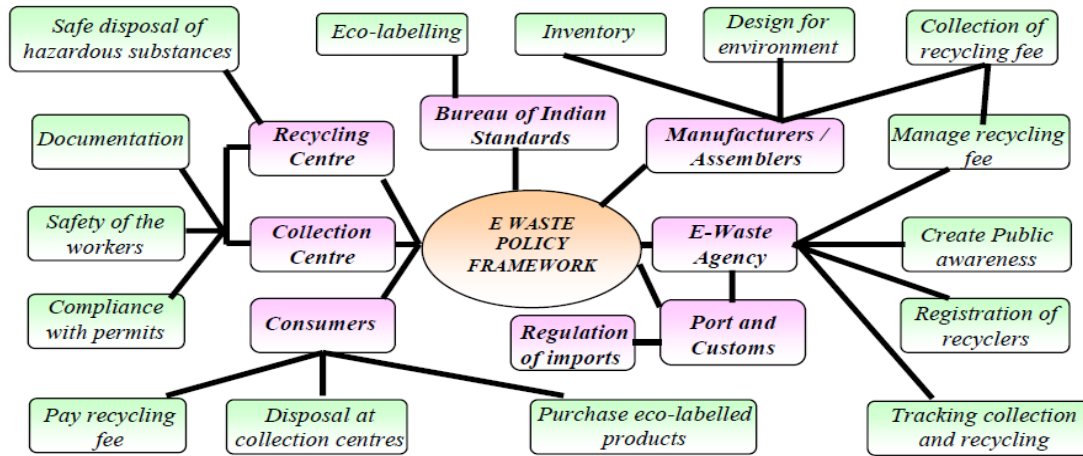 Safe disposal of
hazardous substances
Eco-labelling
Inventory
Design for
environment
Collection of
recycling fee
Documentation
Recycling
Centre
Bureau of Indian
Standards
Manufacturers /
Assemblers
Manage recycling
fee
Safety of the
workers
Collection
Centre
E WASTE
POLICY
FRAMEWORK
E-Waste
Agency
Create Public
awareness
Compliance
with permits
Consumers
Regulation
of imports
Port and
Customs
Registration of
recyclers
Pay recycling
fee
Disposal at
collection centres
Purchase eco-labelled
products
Tracking collection
and recycling